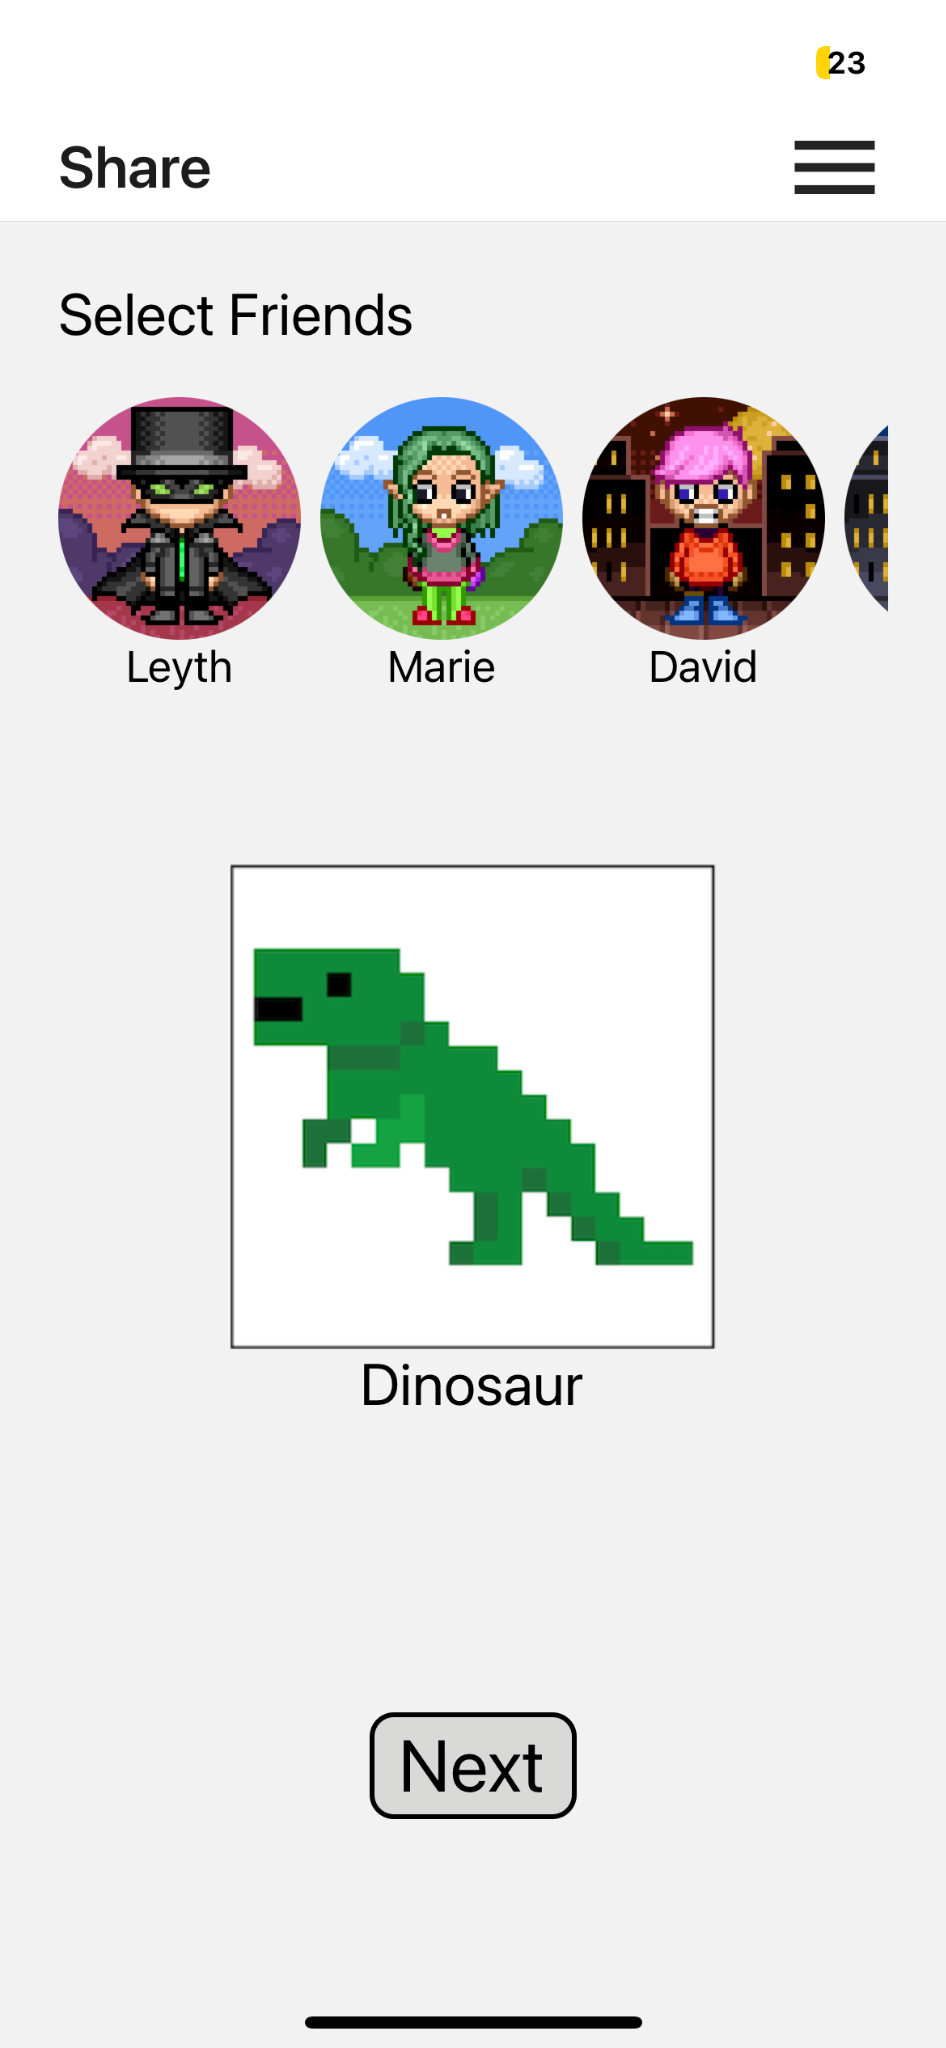 23
Share
Select Friends
Leyth
Marie
David
Dinosaur
Next